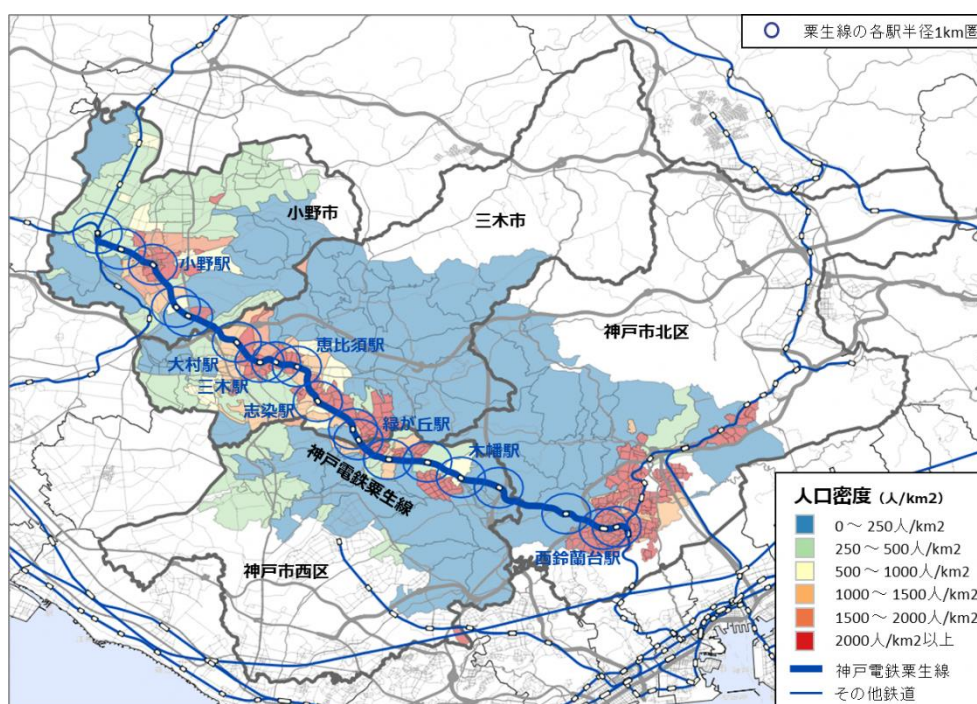 粟生線の各駅半径1km圏
小野市
三木市
小野駅
神戸市北区
恵比須駅
大村駅
三木駅
志染駅
緑が丘駅
木幡駅
神戸電鉄粟生線
西鈴蘭台駅
神戸市西区
人口密度（人/km2）
0～250人/km2
250～500人/km2
500～1000人/km2
1000～1500人/km2
1500～2000人/km2
2000人/km2以上
神戸電鉄粟生線
その他鉄道